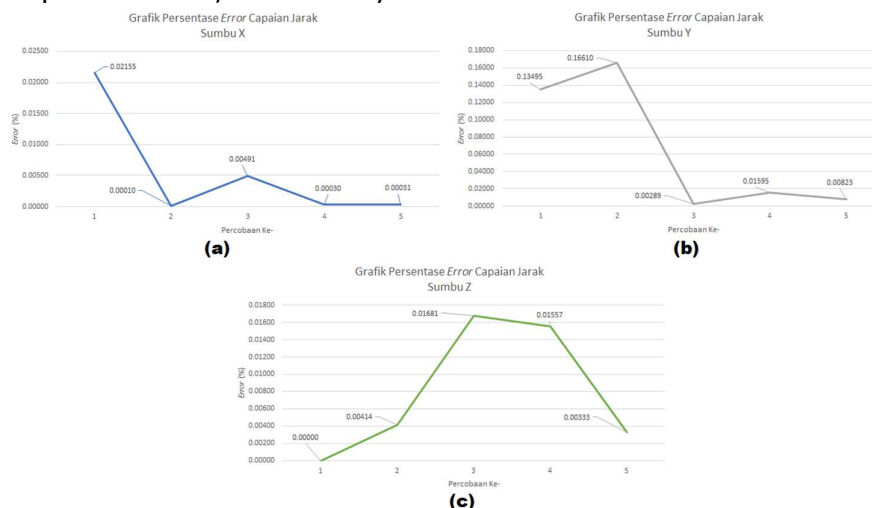 Grafik Persentase Error Capaian Jarak
Sumbu X
0.02500
0.02000
0.01500
0.01000
0.00500
0.00000
Error (%)
0.02155
0.00010
0.00491
0.00030
0.00031
1 2 3 4 5
Percobaan Ke-
(a)
Grafik Persentase Error Capaian Jarak
Sumbu Y
0.18000
0.16000
0.14000
0.12000
0.10000
0.08000
0.06000
0.04000
0.02000
0.00000
Error (%)
0.13495
0.16610
0.00289
0.01595
0.00823
1 2 3 4 5
Percobaan Ke-
(b)
Grafik Persentase Error Capaian Jarak
Sumbu Z
0.01800
0.01600
0.01400
0.01200
0.01000
0.00800
0.00600
0.00400
0.00200
0.00000
Error (%)
0.00000
0.00414
0.01681
0.01557
0.00333
1 2 3 4 5
Percobaan Ke-
(c)